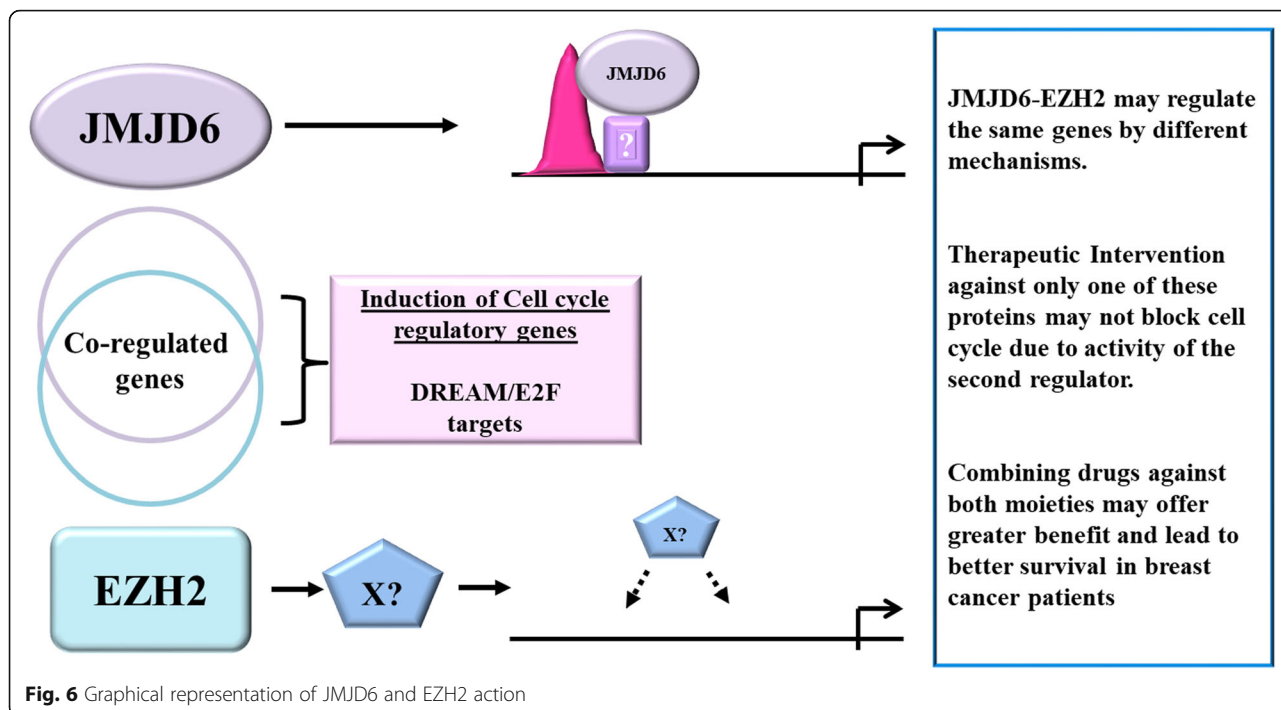 JMJD6
JMJD6
?
Co-regulated
genes
Induction of Cell cycle
regulatory genes
DREAM/E2F
targets
EZH2
X?
X?
JMJD6-EZH2 may regulate
the same genes by different
mechanisms.
Therapeutic Intervention
against only one of these
proteins may not block cell
cycle due to activity of the
second regulator.
Combining drugs against
both moieties may offer
greater benefit and lead to
better survival in breast
cancer patients
Fig. 6 Graphical representation of JMJD6 and EZH2 action